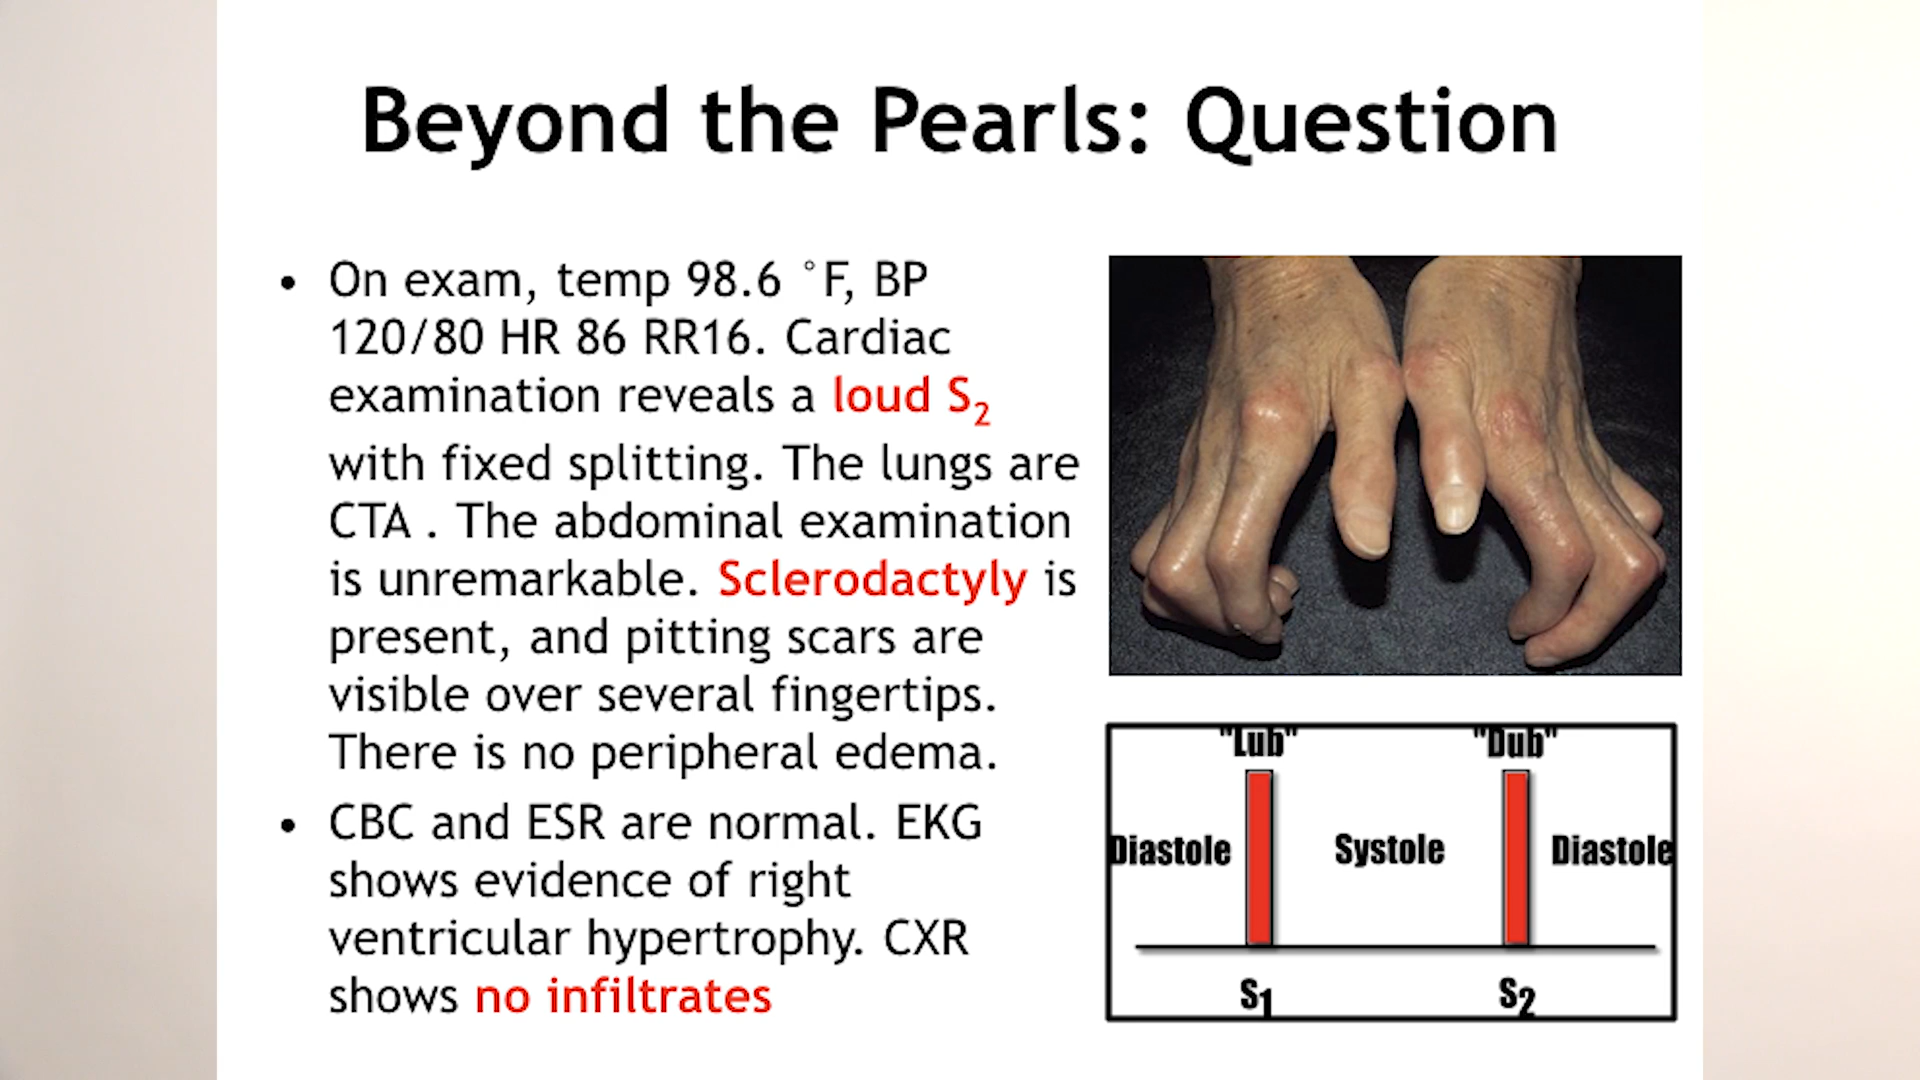 Beyond the Pearls: Question
• On exam, temp 98.6 °F, BP
120/80 HR 86 RR16. Cardiac
examination reveals a loud S2
with fixed splitting. The lungs are
CTA . The abdominal examination
is unremarkable. Sclerodactyly is
present, and pitting scars are
visible over several fingertips.
There is no peripheral edema.
• CBC and ESR are normal. EKG
shows evidence of right
ventricular hypertrophy. CXR
shows no infiltrates
"Lub" "Dub"
Diastole Systole Diastole
S1 S2